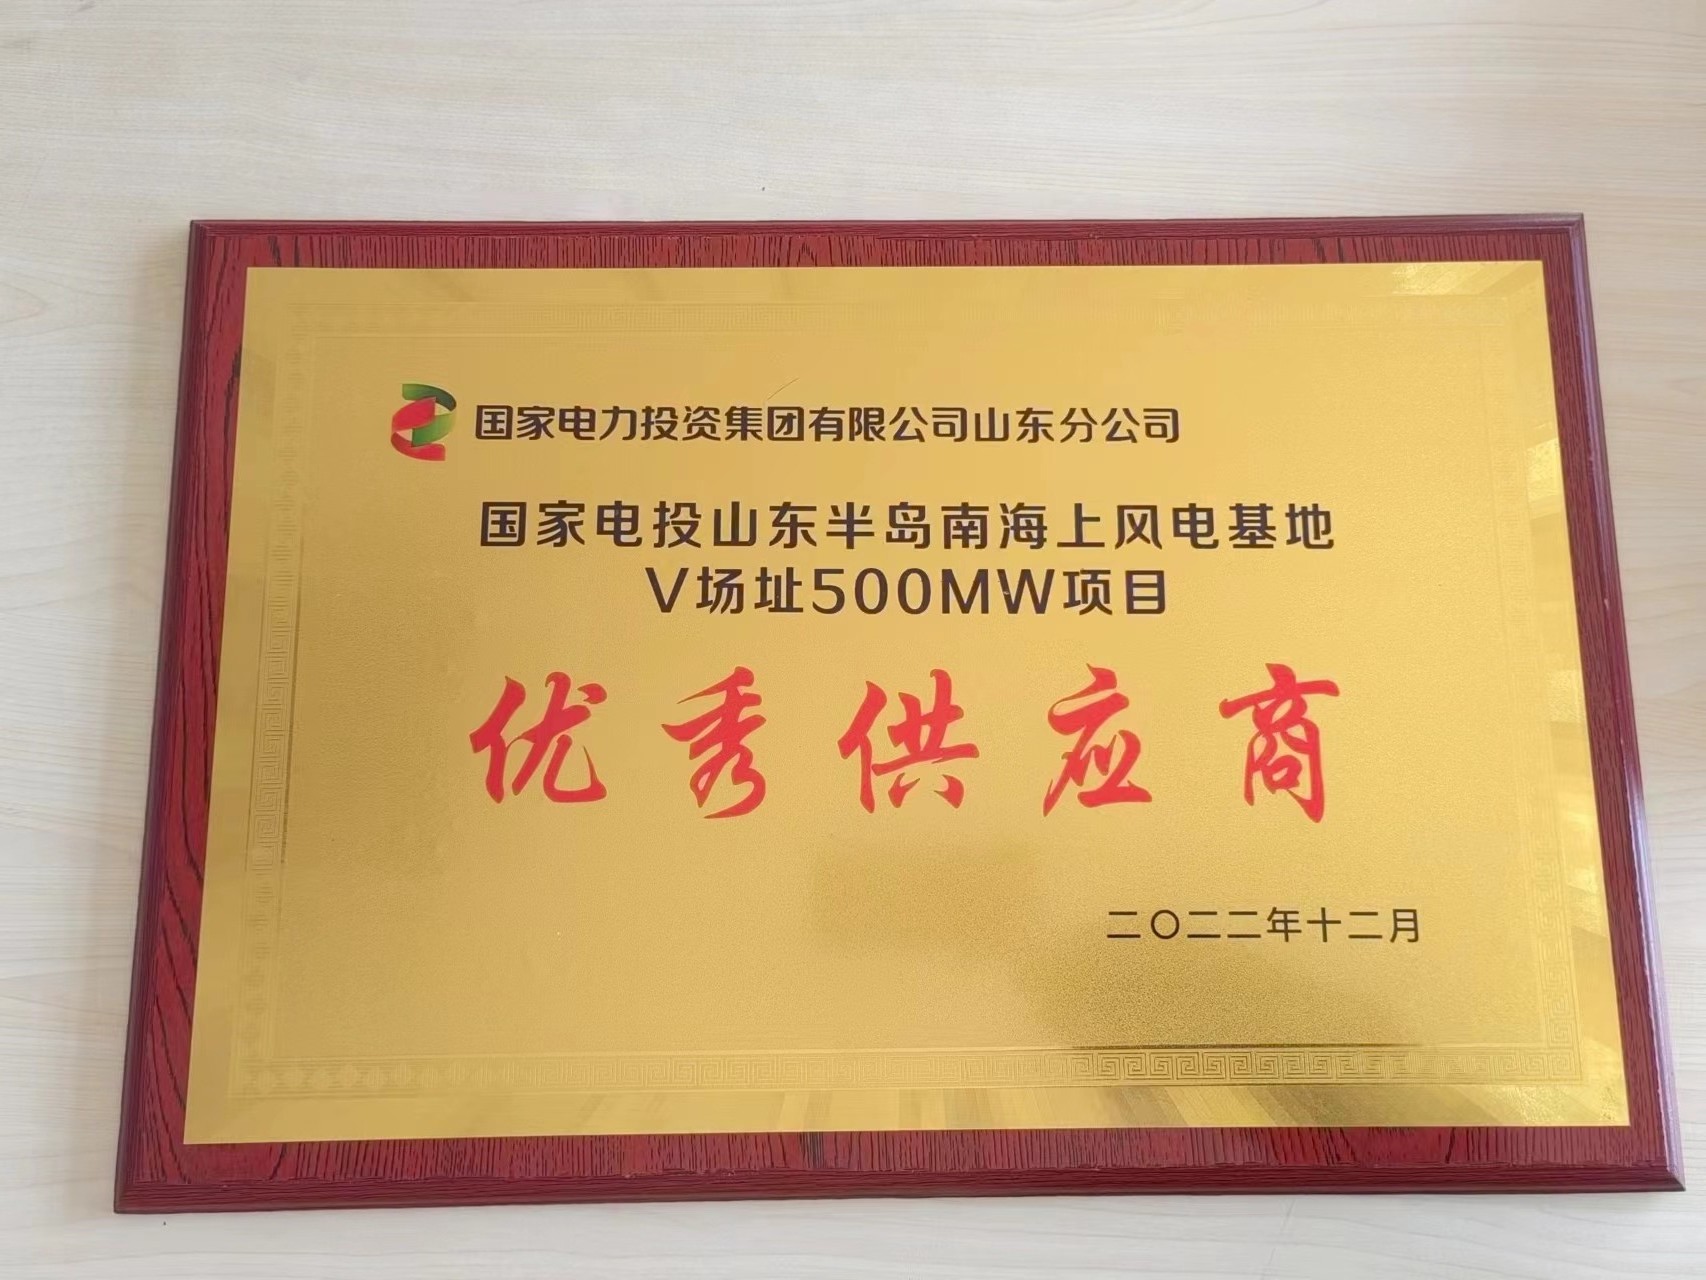 国家电力投资集团有限公司山东分公司
国家电投山东半岛南海上风电基地
V场址500MW项目
优秀供应商
二〇二二年十二月